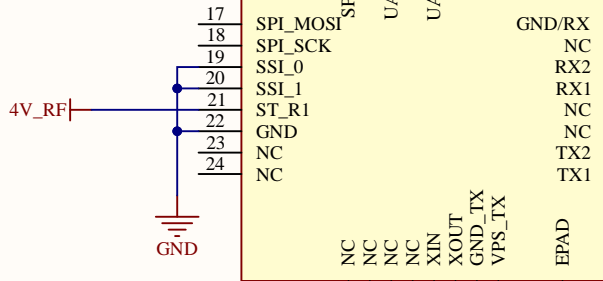 17 SPI_MOSI GND/RX
18 SPI_SCK NC
19 SSI_0 RX2
20 SSI_1 RX1
4V_RF 21 ST_R1 NC
22 GND NC
23 NC TX2
24 NC TX1
GND
NC
NC
NC
NC
XIN
XOUT
GND_TX
VPS_TX
EPAD